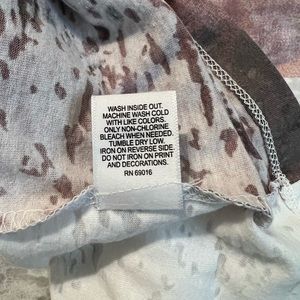 WASH INSIDE OUT.
MACHINE WASH COLD
WITH LIKE COLORS.
ONLY NON-CHLORINE
BLEACH WHEN NEEDED.
TUMBLE DRY LOW.
IRON ON REVERSE SIDE.
DO NOT IRON ON PRINT
AND DECORATIONS.
RN 69016